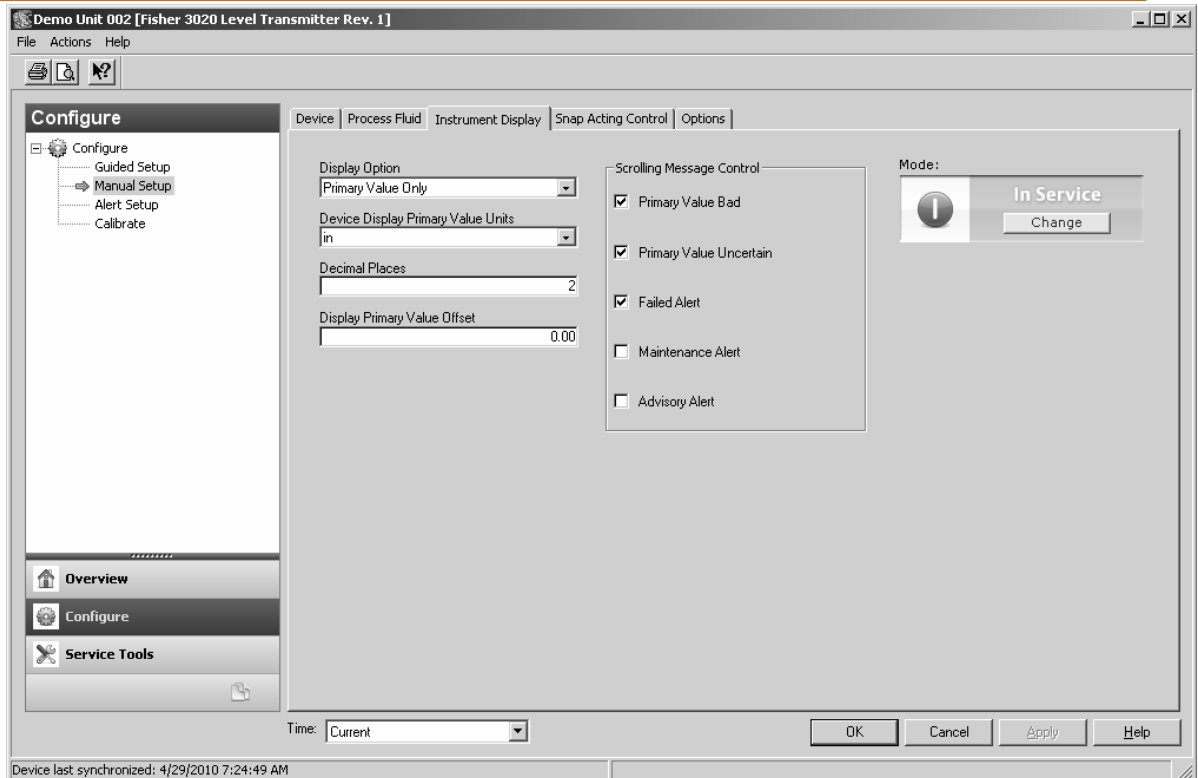 Demo Unit 002 [Fisher 3020 Level Transmitter Rev. 1]
File Actions Help
Configure
Configure
Guided Setup
Manual Setup
Alert Setup
Calibrate
Overview
Configure
Service Tools
Device Process Fluid Instrument Display Snap Acting Control Options
Display Option
Primary Value Only
Device Display Primary Value Units
in
Decimal Places
2
Display Primary Value Offset
0.00
Scrolling Message Control
Primary Value Bad
Primary Value Uncertain
Failed Alert
Maintenance Alert
Advisory Alert
Mode:
In Service
Change
Time: Current
OK Cancel Apply Help
Device last synchronized: 4/29/2010 7:24:49 AM